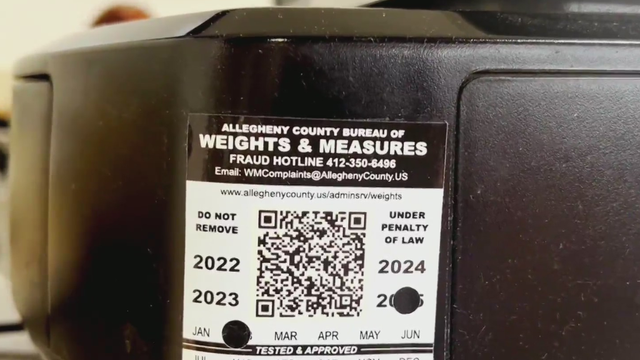 ALLEGHENY COUNTY BUREAU OF
WEIGHTS & MEASURES
FRAUD HOTLINE 412-350-6496
Email: WMComplaints@AlleghenyCounty.US
www.alleghenycounty.us/adminsrv/weights
DO NOT REMOVE
UNDER PENALTY OF LAW
2022
2024
2023
JAN MAR APR MAY JUN
TESTED & APPROVED